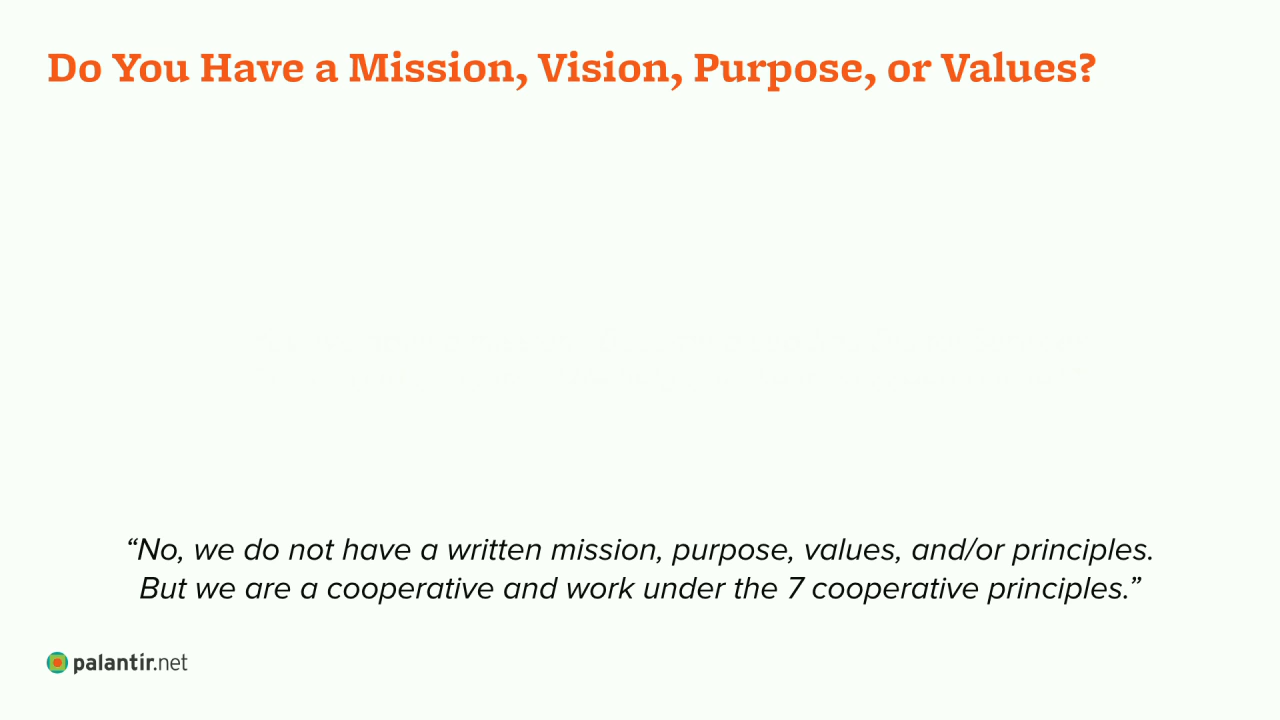 Do You Have a Mission, Vision, Purpose, or Values?
“No, we do not have a written mission, purpose, values, and/or principles.
But we are a cooperative and work under the 7 cooperative principles.”
palantir.net